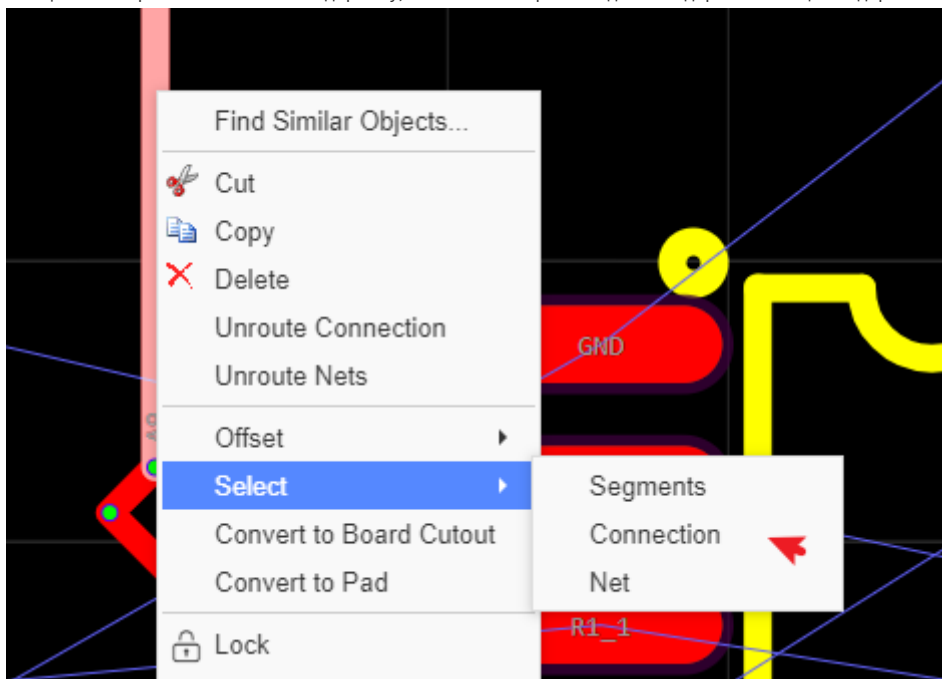 Find Similar Objects...
Cut
Copy
Delete
Unroute Connection
Unroute Nets
GND
Offset
Select
Segments
Convert to Board Cutout
Connection
Convert to Pad
Net
R1_1
Lock